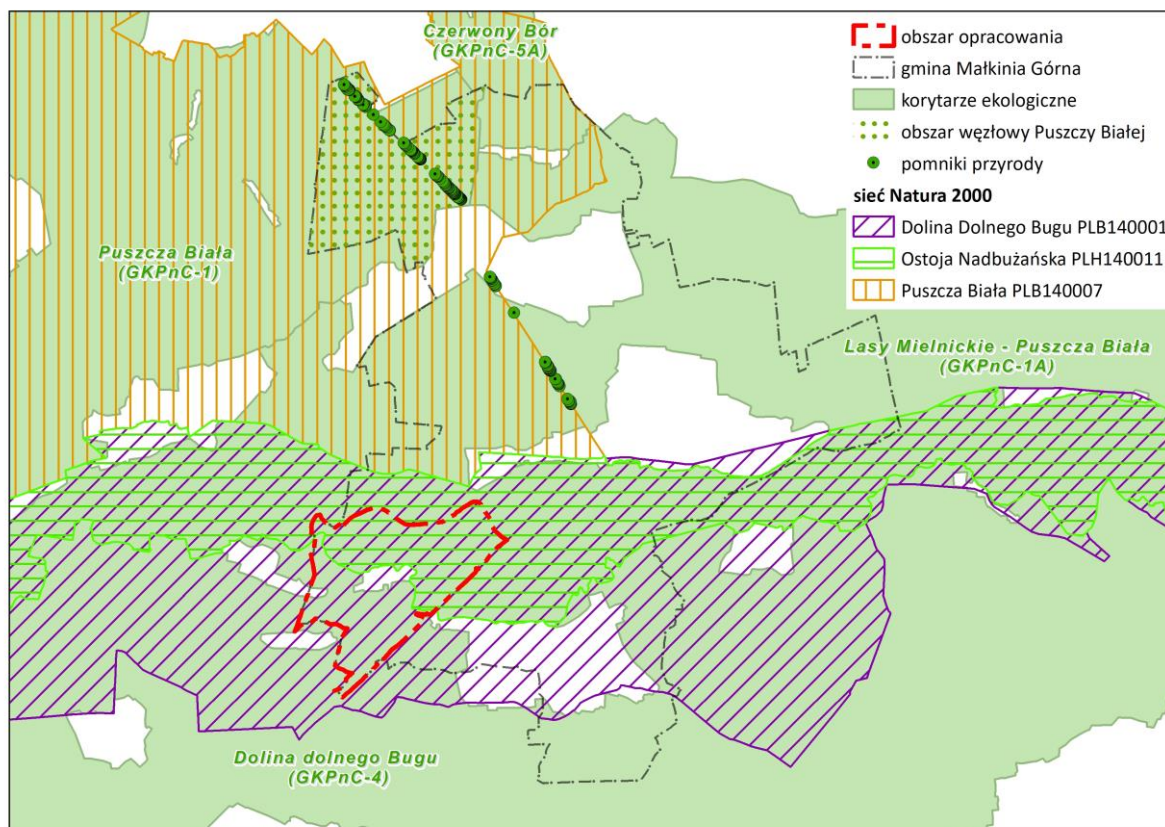 Czerwony Bór
(GKPnC-5A)
obszar opracowania
gmina Małkinia Górna
korytarze ekologiczne
obszar węzłowy Puszczy Białej
pomniki przyrody
sieć Natura 2000
Dolina Dolnego Bugu PLB140001
Ostoja Nadbużańska PLH140011
Puszcza Biała PLB140007
Puszcza Biała
(GKPnC-1)
Lasy Mielnickie - Puszcza Biała
(GKPnC-1A)
Dolina dolnego Bugu
(GKPnC-4)